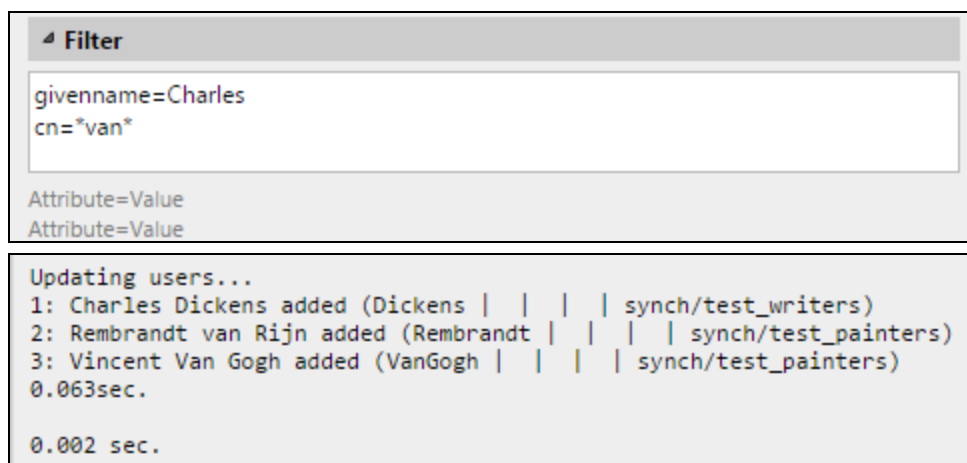 Filter
givenname=Charles
cn=*van*
Attribute=Value
Attribute=Value
Updating users...
1: Charles Dickens added (Dickens | | | | synch/test_writers)
2: Rembrandt van Rijn added (Rembrandt | | | | synch/test_painters)
3: Vincent Van Gogh added (VanGogh | | | | synch/test_painters)
0.063sec.
0.002 sec.